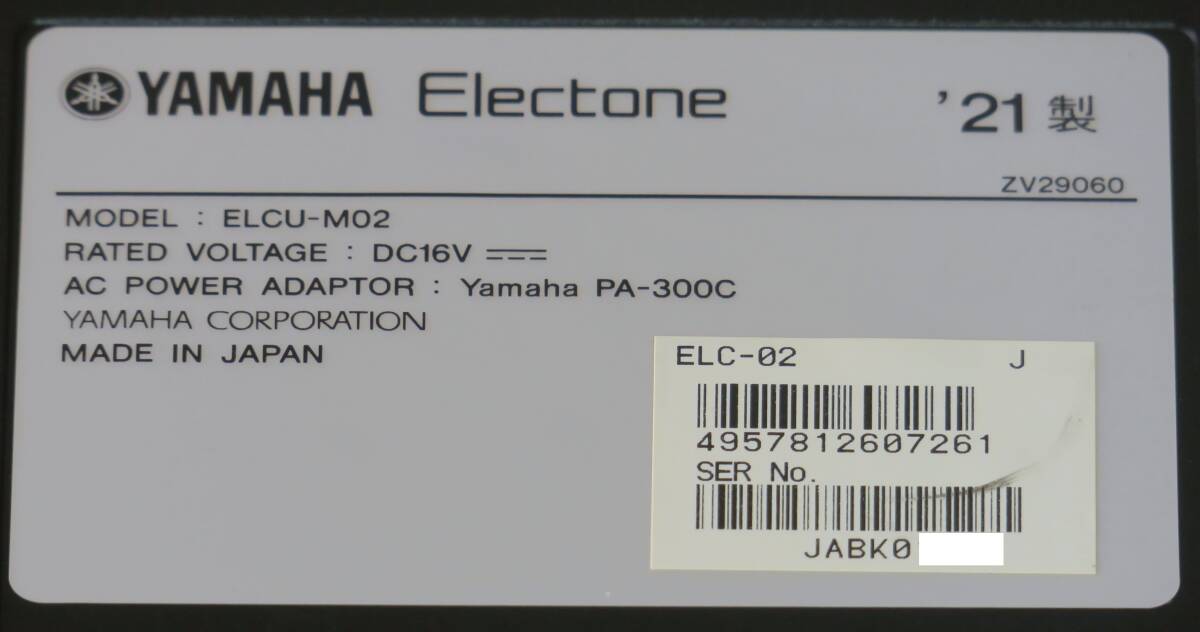 YAMAHA Electone '21 製
ZV29060
MODEL : ELCU-M02
RATED VOLTAGE : DC16V
AC POWER ADAPTOR : Yamaha PA-300C
YAMAHA CORPORATION
MADE IN JAPAN
ELC-02 J
4957812607261
SER No.
JABK0